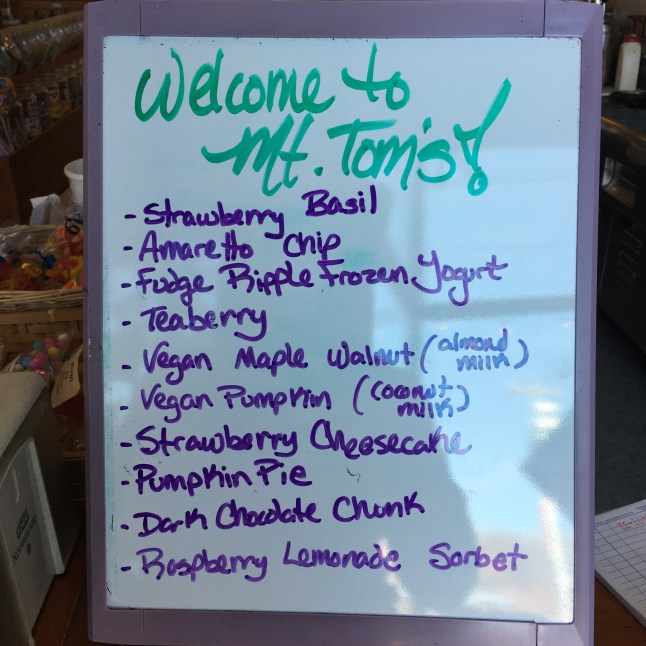 Welcome to
Mt. Tom's!
- Strawberry Basil
- Amaretto Chip
- Fudge Ripple Frozen Yogurt
- Teaberry
- Vegan Maple Walnut (almond milk)
- Vegan Pumpkin (coconut milk)
- Strawberry Cheesecake
- Pumpkin Pie
- Dark Chocolate Chunk
- Raspberry Lemonade Sorbet